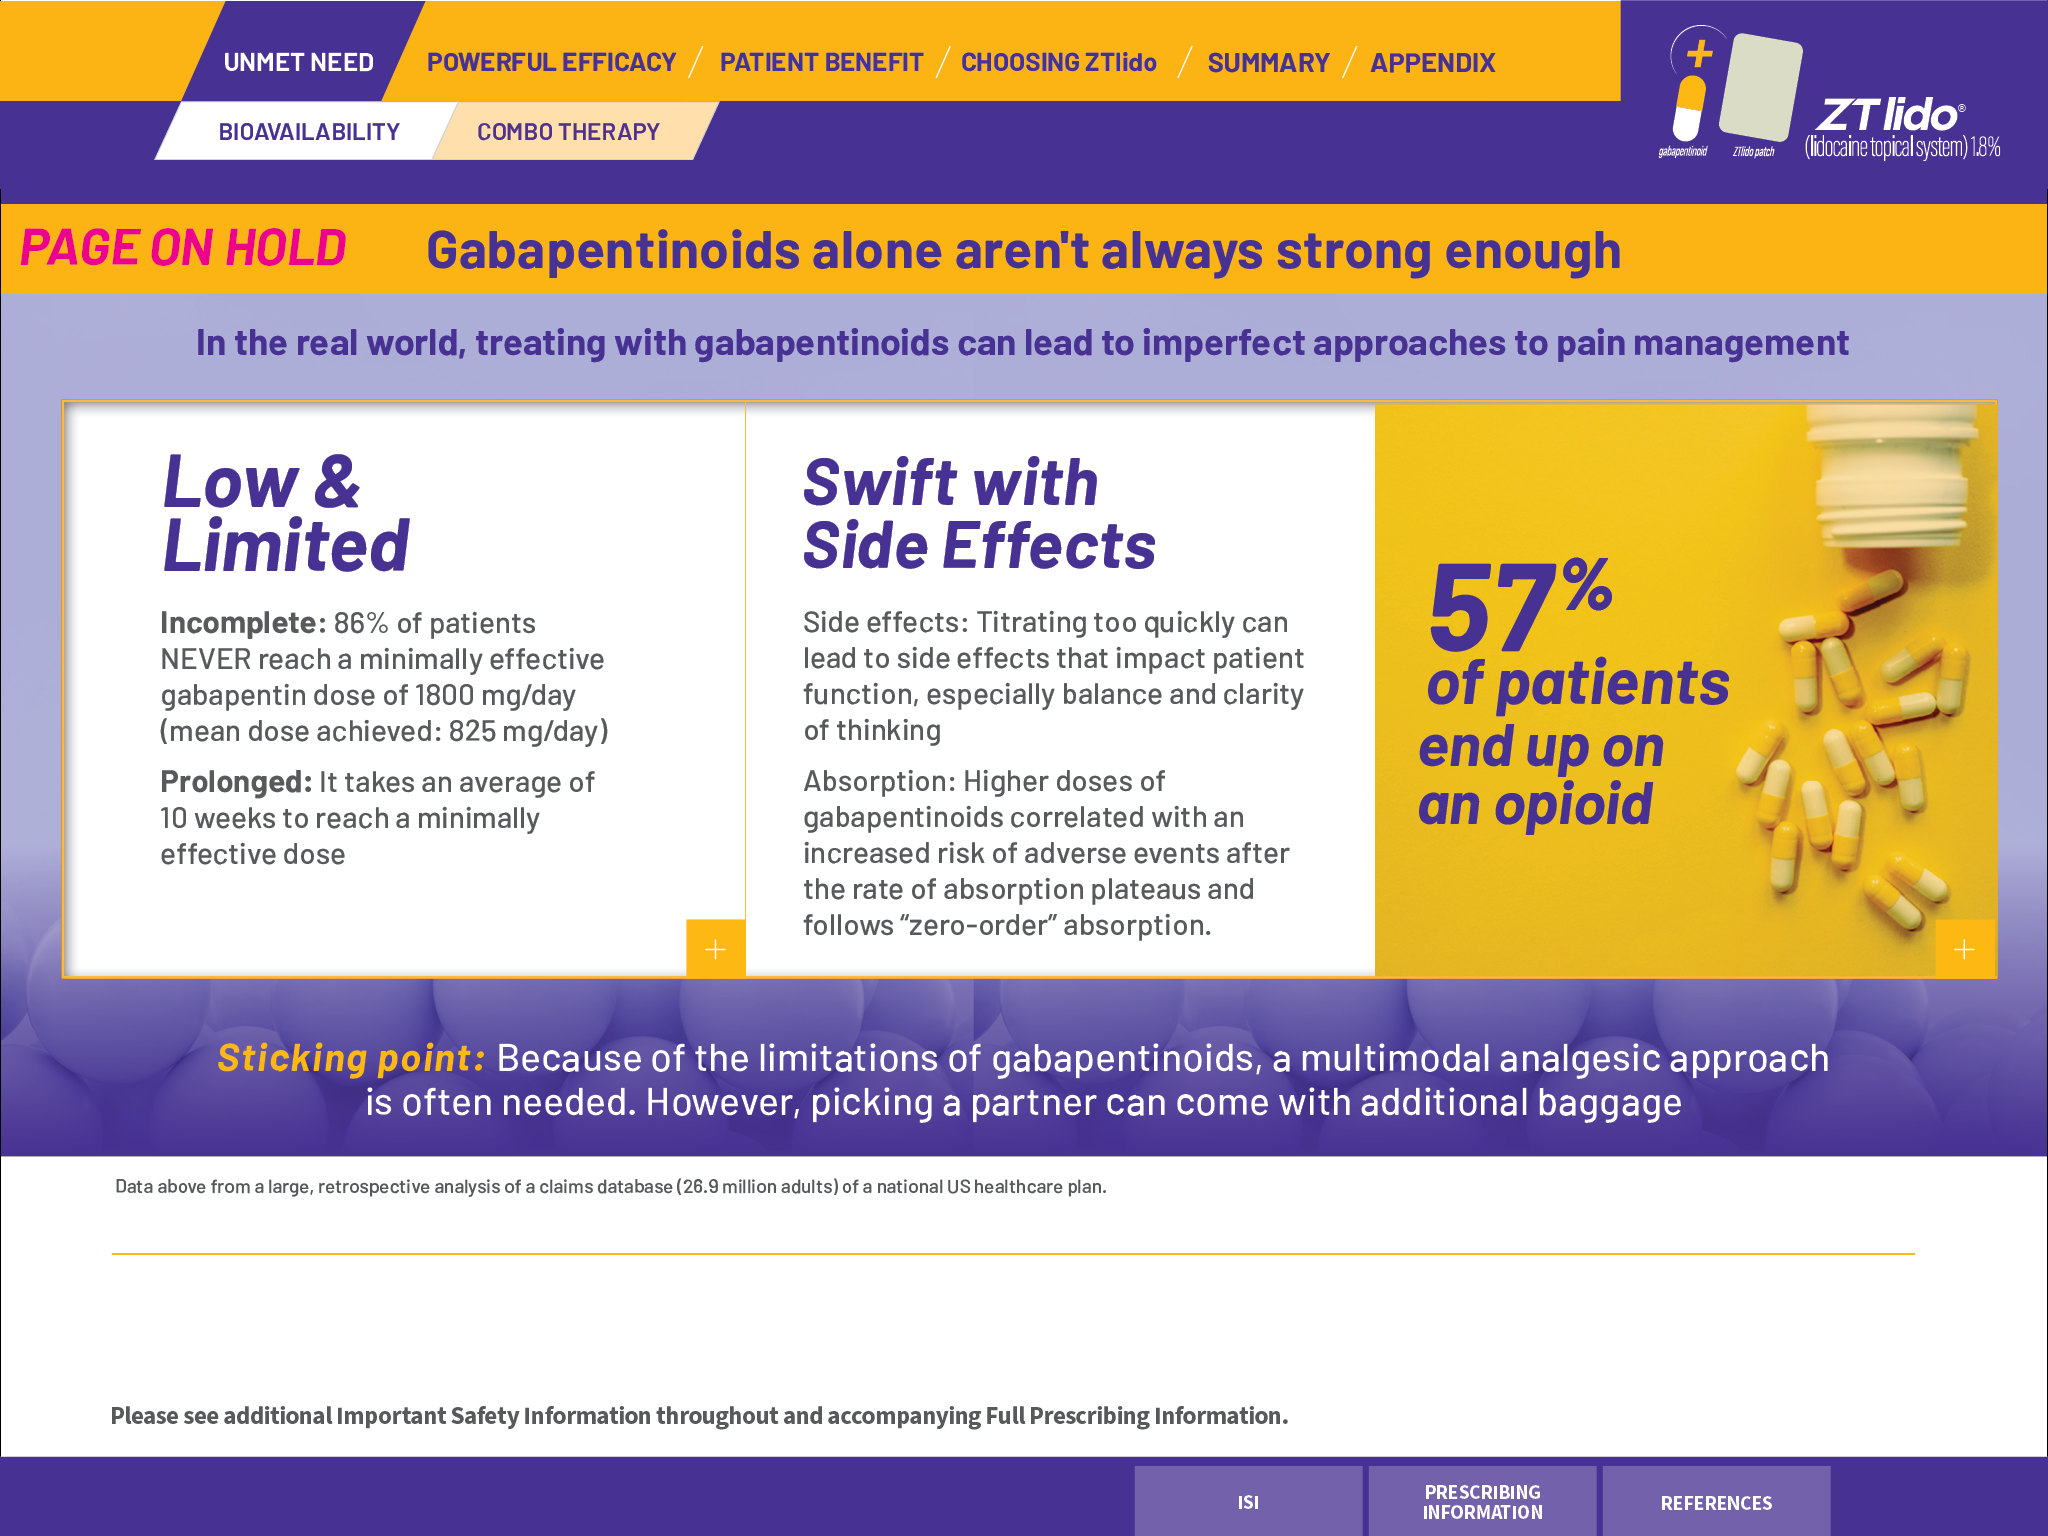 UNMET NEED
POWERFUL EFFICACY / PATIENT BENEFIT / CHOOSING ZTlido / SUMMARY / APPENDIX
BIOAVAILABILITY
COMBO THERAPY
+
gabapentinoid
ZTlido patch
ZTlido®
(lidocaine topical system) 1.8%
PAGE ON HOLD
Gabapentinoids alone aren't always strong enough
In the real world, treating with gabapentinoids can lead to imperfect approaches to pain management
Low &
Limited
Incomplete: 86% of patients
NEVER reach a minimally effective
gabapentin dose of 1800 mg/day
(mean dose achieved: 825 mg/day)
Prolonged: It takes an average of
10 weeks to reach a minimally
effective dose
+
Swift with
Side Effects
Side effects: Titrating too quickly can
lead to side effects that impact patient
function, especially balance and clarity
of thinking
Absorption: Higher doses of
gabapentinoids correlated with an
increased risk of adverse events after
the rate of absorption plateaus and
follows “zero-order” absorption.
57%
of patients
end up on
an opioid
+
Sticking point: Because of the limitations of gabapentinoids, a multimodal analgesic approach
is often needed. However, picking a partner can come with additional baggage
Data above from a large, retrospective analysis of a claims database (26.9 million adults) of a national US healthcare plan.
Please see additional Important Safety Information throughout and accompanying Full Prescribing Information.
ISI
PRESCRIBING
INFORMATION
REFERENCES